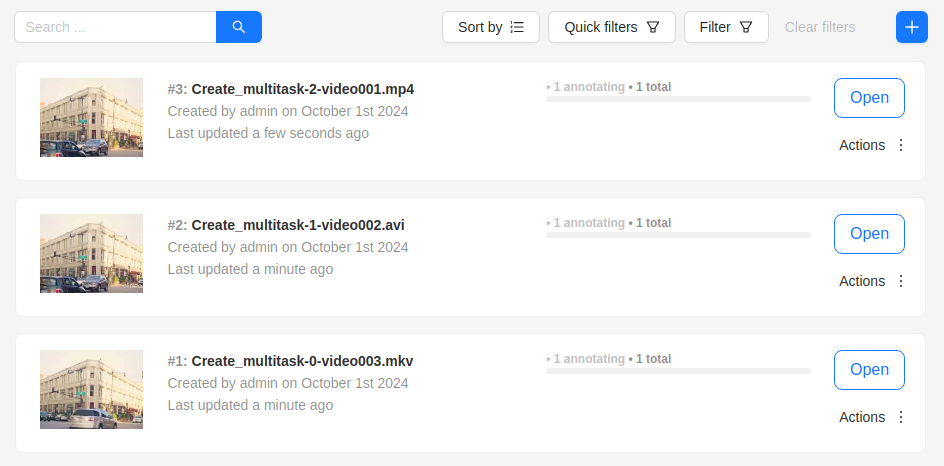 Search ...
Sort by
Quick filters
Filter
Clear filters
#3: Create_multitask-2-video001.mp4
Created by admin on October 1st 2024
Last updated a few seconds ago
• 1 annotating • 1 total
Open
Actions
#2: Create_multitask-1-video002.avi
Created by admin on October 1st 2024
Last updated a minute ago
• 1 annotating • 1 total
Open
Actions
#1: Create_multitask-0-video003.mkv
Created by admin on October 1st 2024
Last updated a minute ago
• 1 annotating • 1 total
Open
Actions